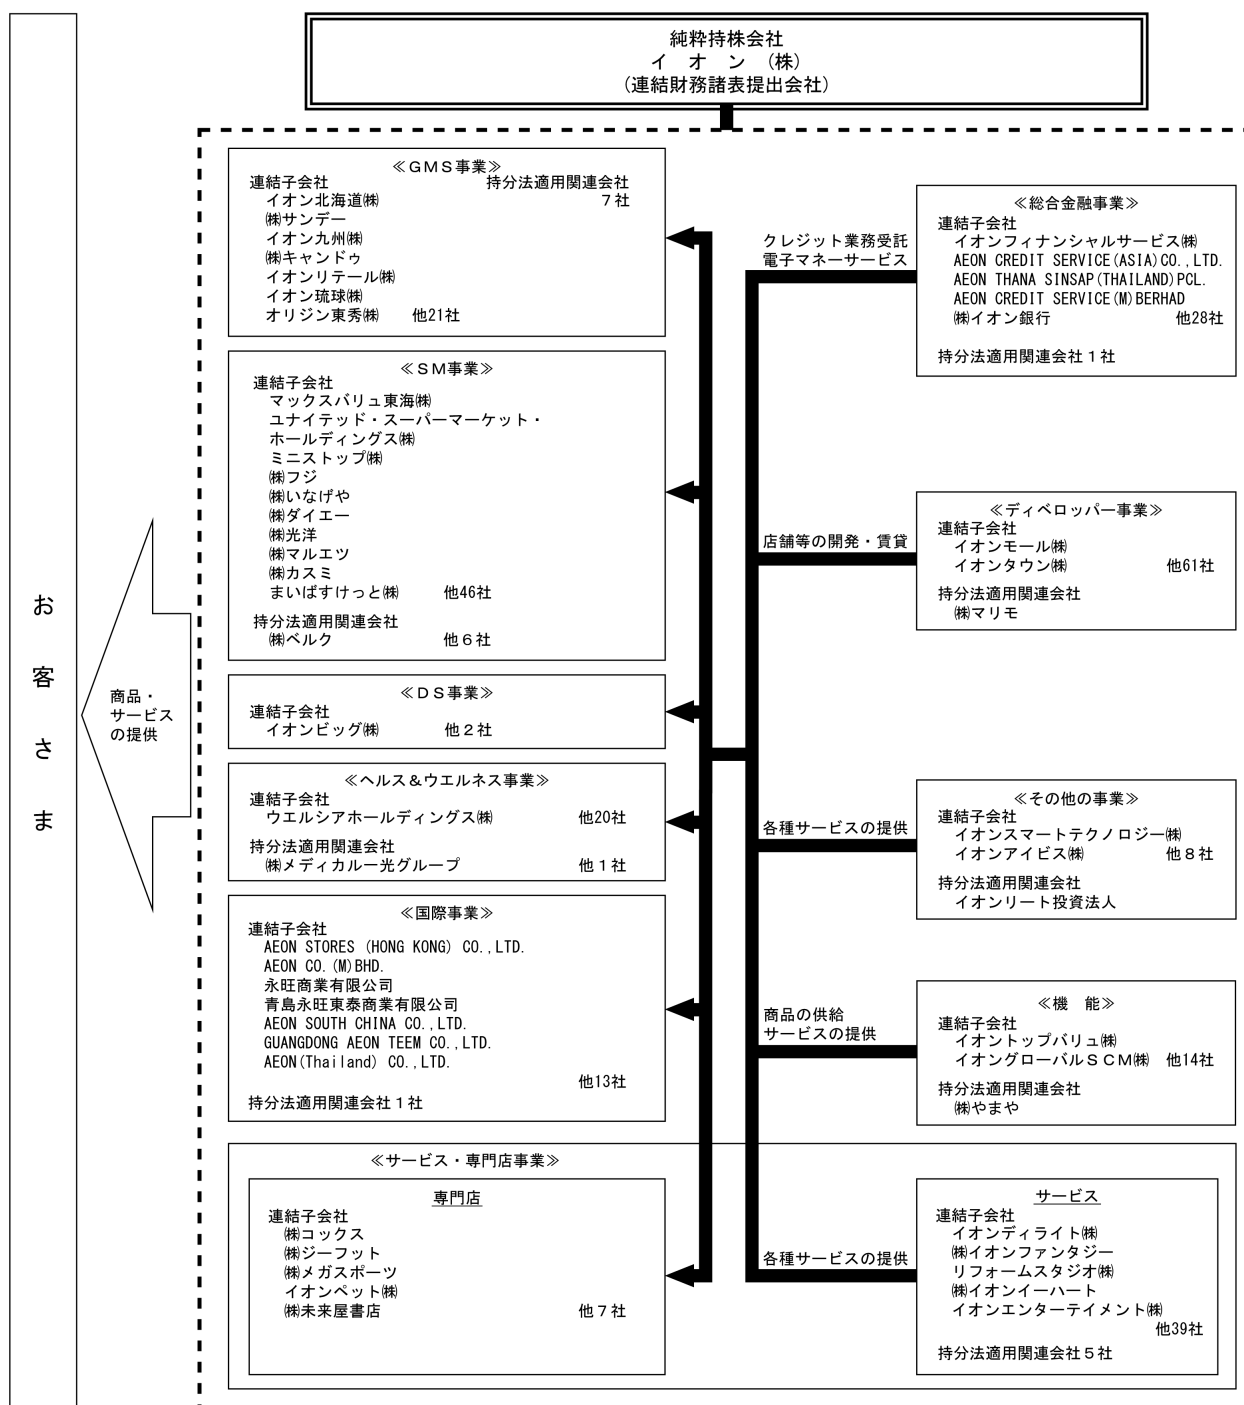 純粋持株会社
イ オ ン (株)
(連結財務諸表提出会社)
お客さま
商品・
サービス
の提供
≪GMS事業≫
連結子会社 持分法適用関連会社
イオン北海道㈱ 7社
㈱サンデー
イオン九州㈱
㈱キャンドゥ
イオンリテール㈱
イオン琉球㈱
オリジン東秀㈱ 他21社
≪SM事業≫
連結子会社
マックスバリュ東海㈱
ユナイテッド・スーパーマーケット・
ホールディングス㈱
ミニストップ㈱
㈱フジ
㈱いなげや
㈱ダイエー
㈱光洋
㈱マルエツ
㈱カスミ
まいばすけっと㈱ 他46社
持分法適用関連会社
㈱ベルク 他6社
≪DS事業≫
連結子会社
イオンビッグ㈱ 他2社
≪ヘルス&ウエルネス事業≫
連結子会社
ウエルシアホールディングス㈱ 他20社
持分法適用関連会社
㈱メディカル一光グループ 他1社
≪国際事業≫
連結子会社
AEON STORES (HONG KONG) CO.,LTD.
AEON CO.(M)BHD.
永旺商業有限公司
青島永旺東泰商業有限公司
AEON SOUTH CHINA CO.,LTD.
GUANGDONG AEON TEEM CO.,LTD.
AEON(Thailand) CO.,LTD.
他13社
持分法適用関連会社1社
≪サービス・専門店事業≫
専門店
連結子会社
㈱コックス
㈱ジーフット
㈱メガスポーツ
イオンペット㈱
㈱未来屋書店 他7社
クレジット業務受託
電子マネーサービス
≪総合金融事業≫
連結子会社
イオンフィナンシャルサービス㈱
AEON CREDIT SERVICE(ASIA)CO.,LTD.
AEON THANA SINSAP(THAILAND)PCL.
AEON CREDIT SERVICE(M)BERHAD
㈱イオン銀行 他28社
持分法適用関連会社1社
店舗等の開発・賃貸
≪ディベロッパー事業≫
連結子会社
イオンモール㈱
イオンタウン㈱ 他61社
持分法適用関連会社
㈱マリモ
各種サービスの提供
≪その他の事業≫
連結子会社
イオンスマートテクノロジー㈱
イオンアイビス㈱ 他8社
持分法適用関連会社
イオンリート投資法人
商品の供給
サービスの提供
≪機 能≫
連結子会社
イオントップバリュ㈱
イオングローバルSCM㈱ 他14社
持分法適用関連会社
㈱やまや
各種サービスの提供
サービス
連結子会社
イオンディライト㈱
㈱イオンファンタジー
リフォームスタジオ㈱
㈱イオンイーハート
イオンエンターテイメント㈱
他39社
持分法適用関連会社5社